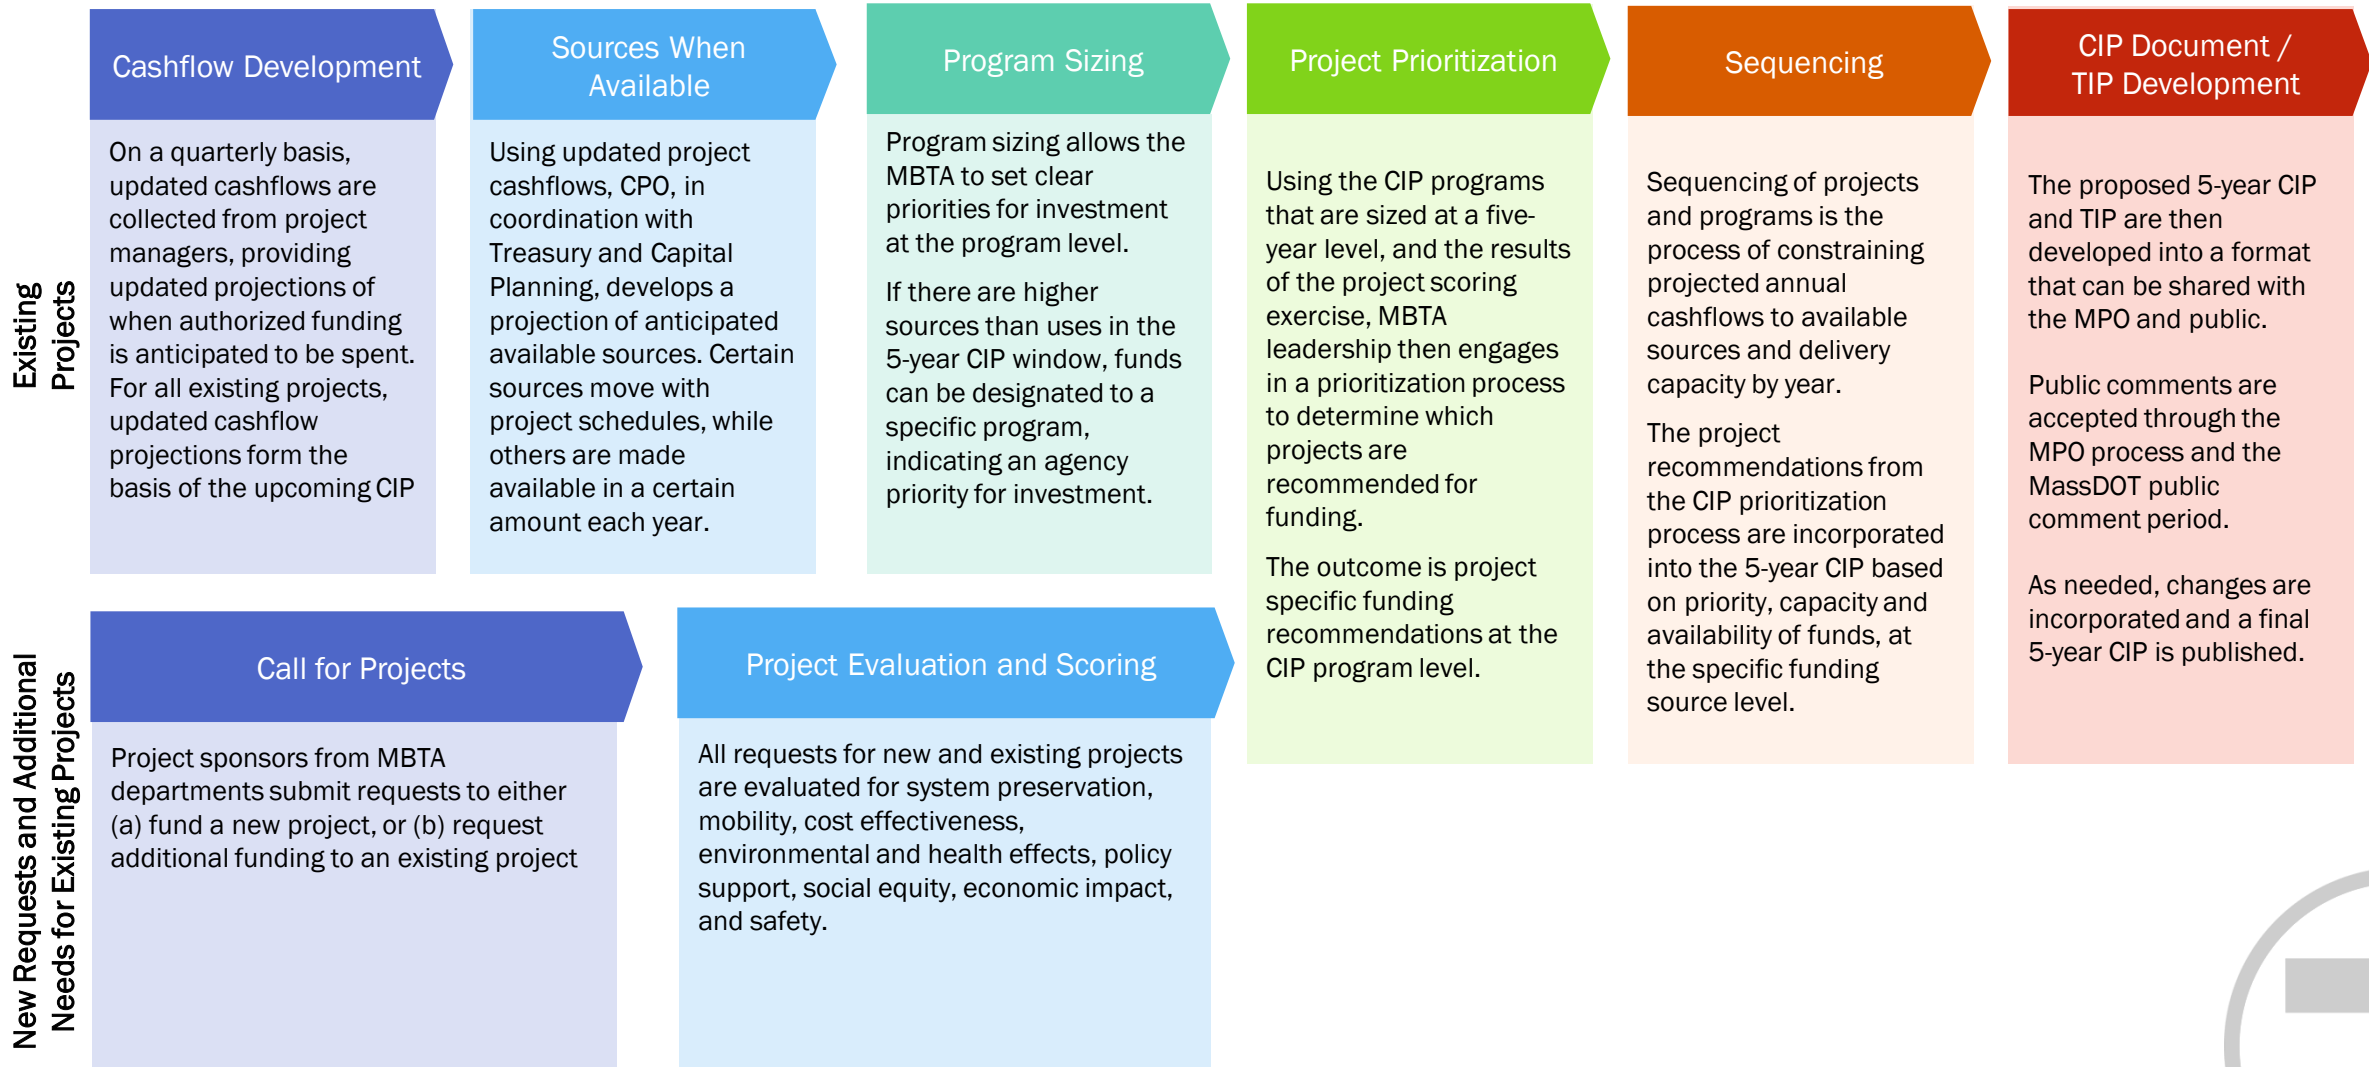 Existing
Projects
Cashflow Development
On a quarterly basis,
updated cashflows are
collected from project
managers, providing
updated projections of
when authorized funding
is anticipated to be spent.
For all existing projects,
updated cashflow
projections form the
basis of the upcoming CIP
Sources When
Available
Using updated project
cashflows, CPO, in
coordination with
Treasury and Capital
Planning, develops a
projection of anticipated
available sources. Certain
sources move with
project schedules, while
others are made
available in a certain
amount each year.
Program Sizing
Program sizing allows the
MBTA to set clear
priorities for investment
at the program level.
If there are higher
sources than uses in the
5-year CIP window, funds
can be designated to a
specific program,
indicating an agency
priority for investment.
Project Prioritization
Using the CIP programs
that are sized at a five-
year level, and the results
of the project scoring
exercise, MBTA
leadership then engages
in a prioritization process
to determine which
projects are
recommended for
funding.
The outcome is project
specific funding
recommendations at the
CIP program level.
Sequencing
Sequencing of projects
and programs is the
process of constraining
projected annual
cashflows to available
sources and delivery
capacity by year.
The project
recommendations from
the CIP prioritization
process are incorporated
into the 5-year CIP based
on priority, capacity and
availability of funds, at
the specific funding
source level.
CIP Document /
TIP Development
The proposed 5-year CIP
and TIP are then
developed into a format
that can be shared with
the MPO and public.
Public comments are
accepted through the
MPO process and the
MassDOT public
comment period.
As needed, changes are
incorporated and a final
5-year CIP is published.
New Requests and Additional
Needs for Existing Projects
Call for Projects
Project sponsors from MBTA
departments submit requests to either
(a) fund a new project, or (b) request
additional funding to an existing project
Project Evaluation and Scoring
All requests for new and existing projects
are evaluated for system preservation,
mobility, cost effectiveness,
environmental and health effects, policy
support, social equity, economic impact,
and safety.